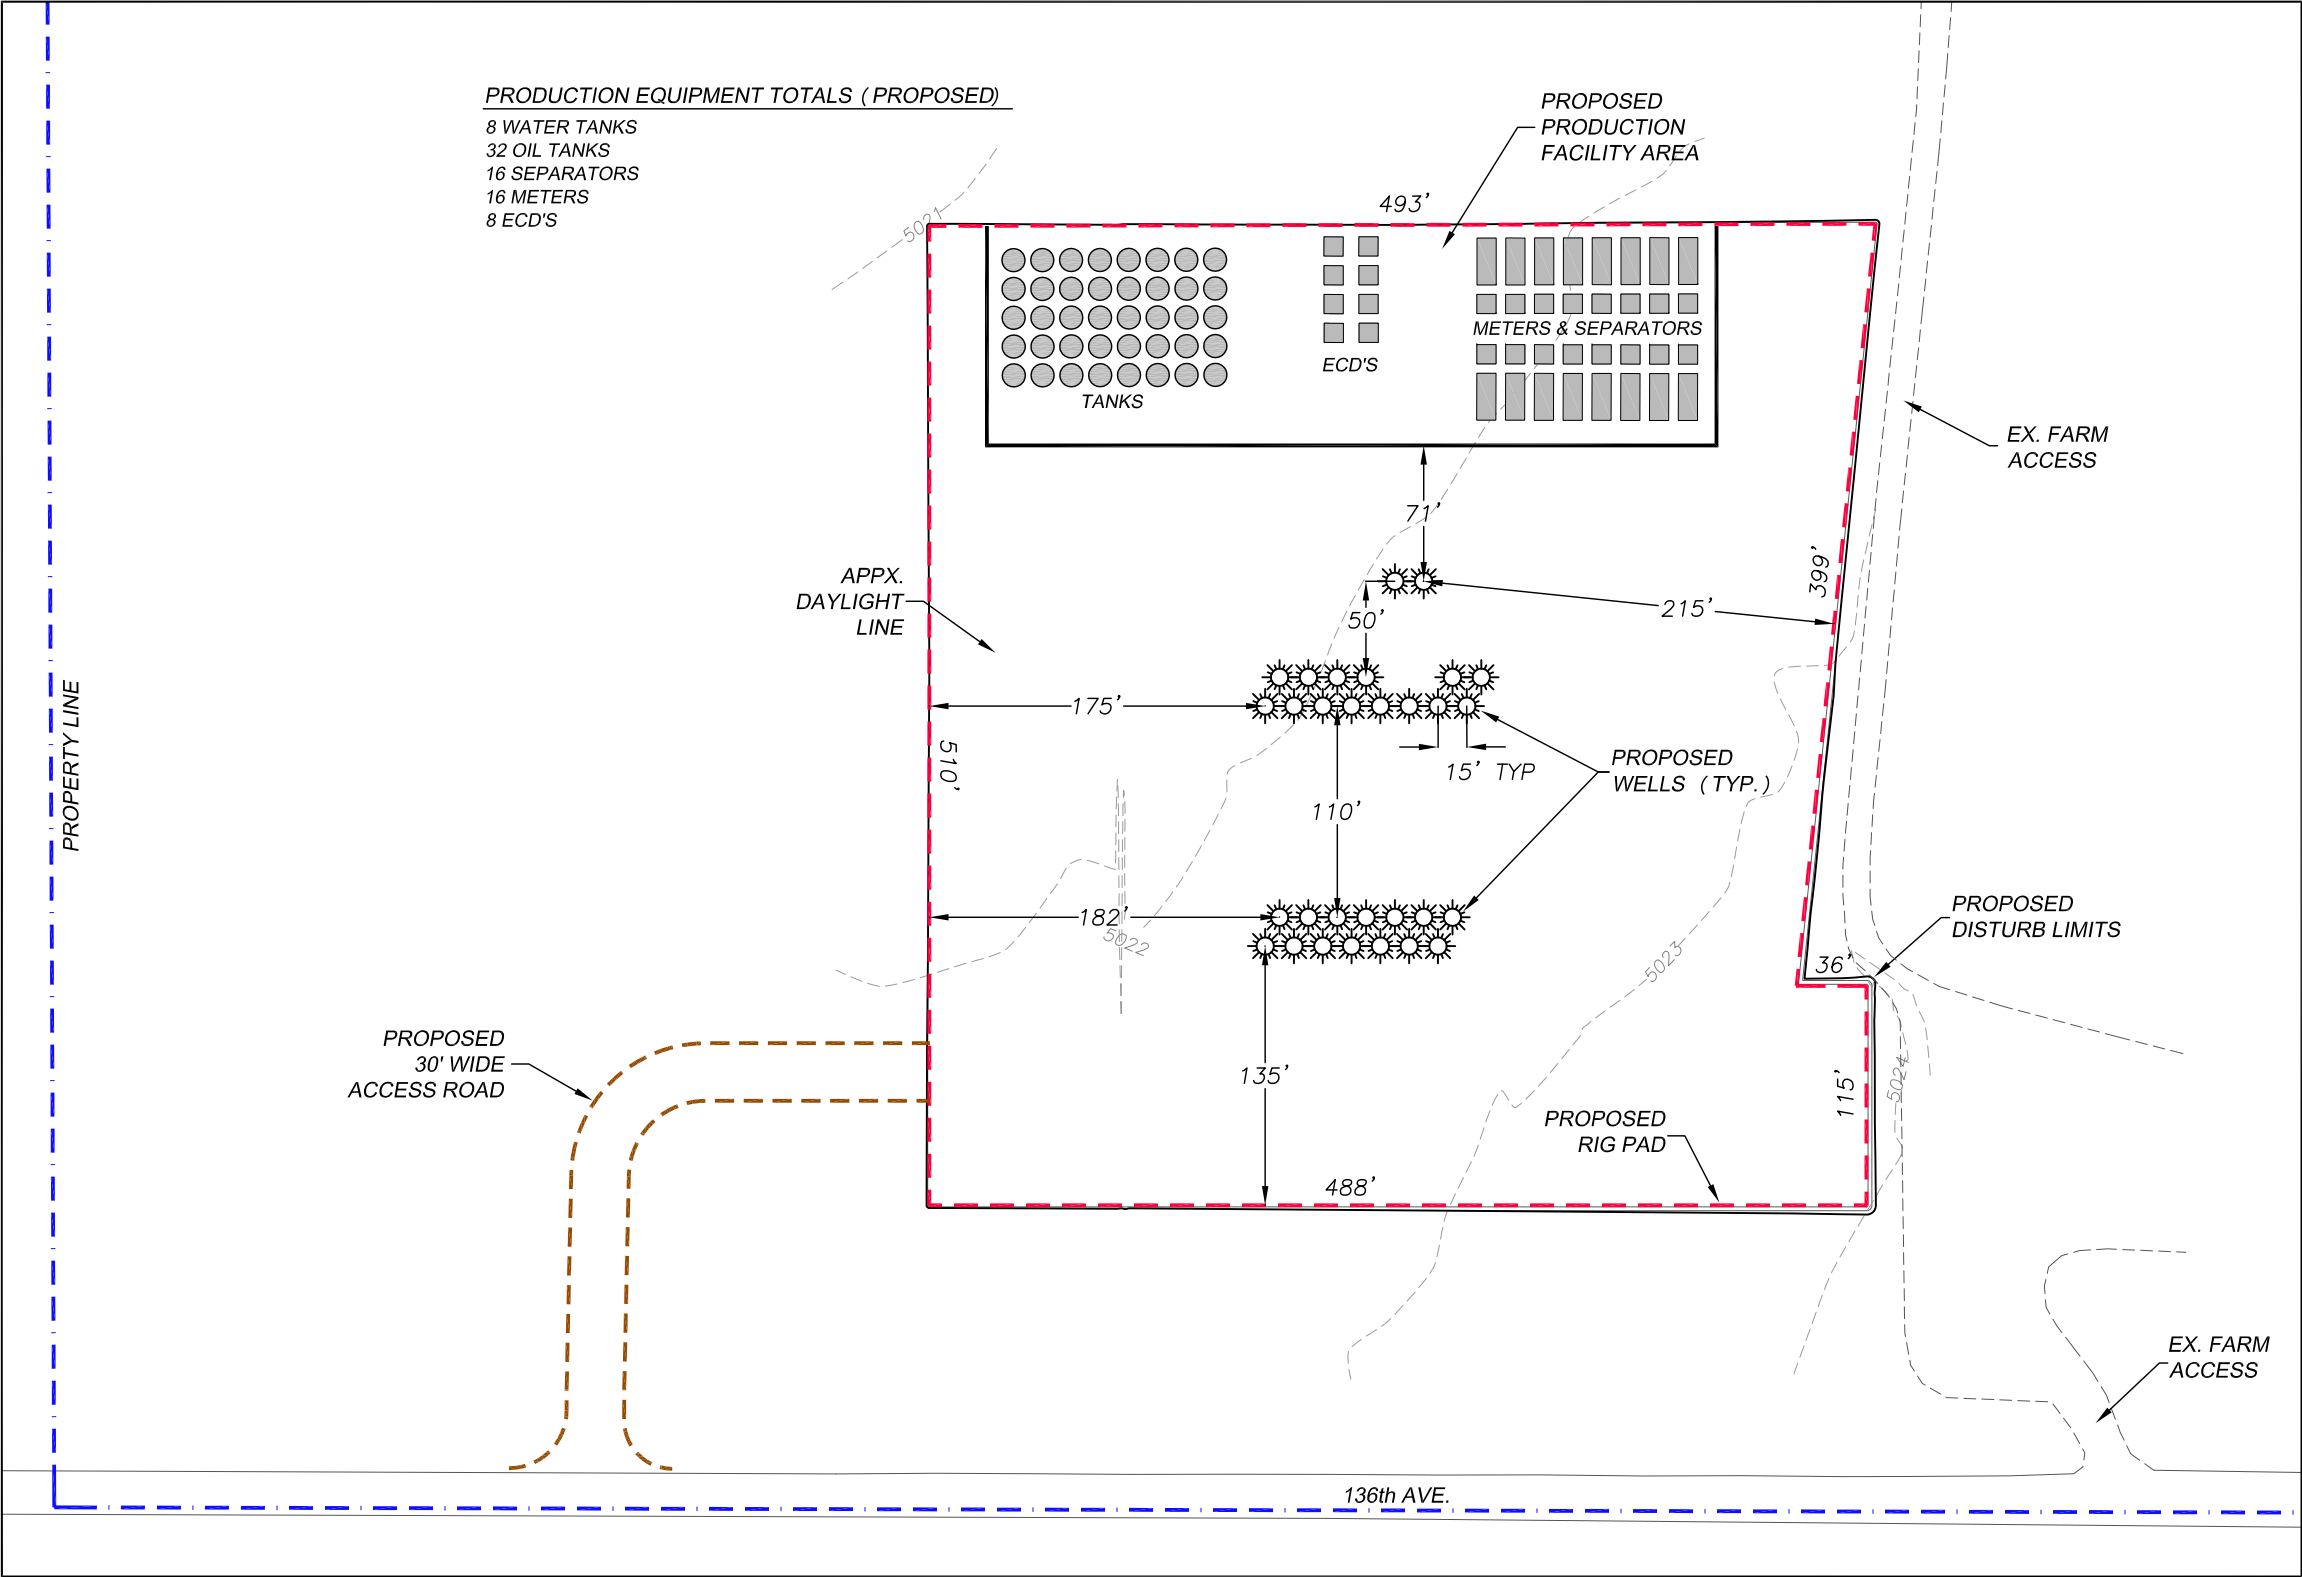 PRODUCTION EQUIPMENT TOTALS (PROPOSED)
8 WATER TANKS
32 OIL TANKS
16 SEPARATORS
16 METERS
8 ECD'S
PROPOSED
PRODUCTION
FACILITY AREA
493'
5021
METERS & SEPARATORS
ECD'S
TANKS
EX. FARM
ACCESS
71'
399'
APPX.
DAYLIGHT
LINE
215'
50'
175'
PROPERTY LINE
510'
15' TYP
PROPOSED
WELLS (TYP.)
110'
182'
5022
5023
PROPOSED
DISTURB LIMITS
36'
PROPOSED
30' WIDE
ACCESS ROAD
135'
115'
5024
PROPOSED
RIG PAD
488'
EX. FARM
ACCESS
136th AVE.